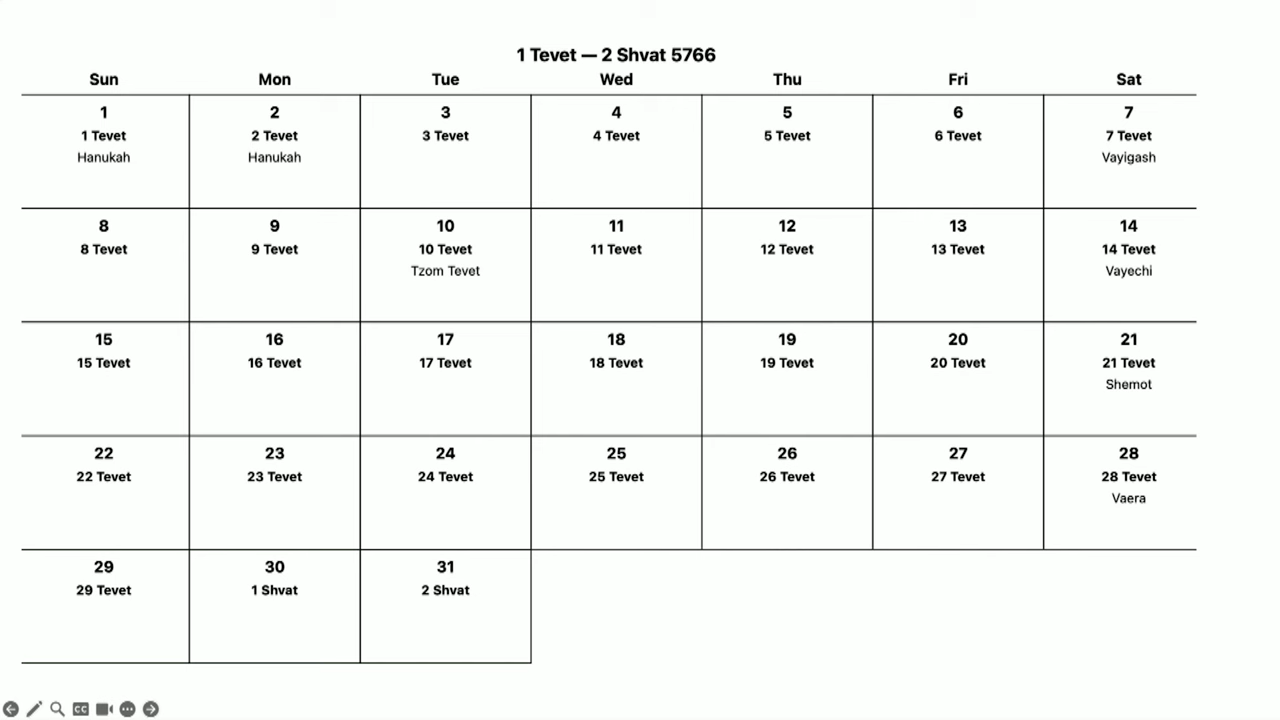 1 Tevet — 2 Shvat 5766
Sun Mon Tue Wed Thu Fri Sat
1 2 3 4 5 6 7
1 Tevet 2 Tevet 3 Tevet 4 Tevet 5 Tevet 6 Tevet 7 Tevet
Hanukah Hanukah Vayigash
8 9 10 11 12 13 14
8 Tevet 9 Tevet 10 Tevet 11 Tevet 12 Tevet 13 Tevet 14 Tevet
Tzom Tevet Vayechi
15 16 17 18 19 20 21
15 Tevet 16 Tevet 17 Tevet 18 Tevet 19 Tevet 20 Tevet 21 Tevet
Shemot
22 23 24 25 26 27 28
22 Tevet 23 Tevet 24 Tevet 25 Tevet 26 Tevet 27 Tevet 28 Tevet
Vaera
29 30 31
29 Tevet 1 Shvat 2 Shvat
CC